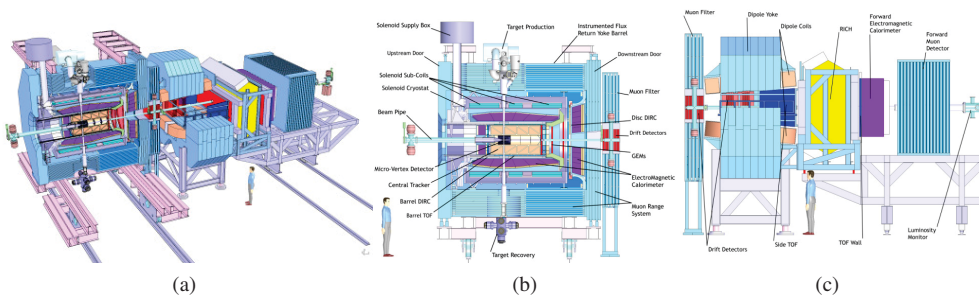 Solenoid Supply Box
Target Production
Instrumented Flux
Return Yoke Barrel
Upstream Door
Downstream Door
Solenoid Sub-Coils
Solenoid Cryostat
Muon Filter
Beam Pipe
Disc DIRC
Drift Detectors
GEMs
Micro-Vertex Detector
ElectroMagnetic
Calorimeter
Central Tracker
Barrel DIRC
Muon Range
System
Barrel TOF
Target Recovery
Muon Filter
Dipole Yoke
Dipole Coils
RICH
Forward
Electromagnetic
Calorimeter
Forward
Muon
Detector
Drift Detectors
Side TOF
TOF Wall
Luminosity
Monitor
(a)
(b)
(c)